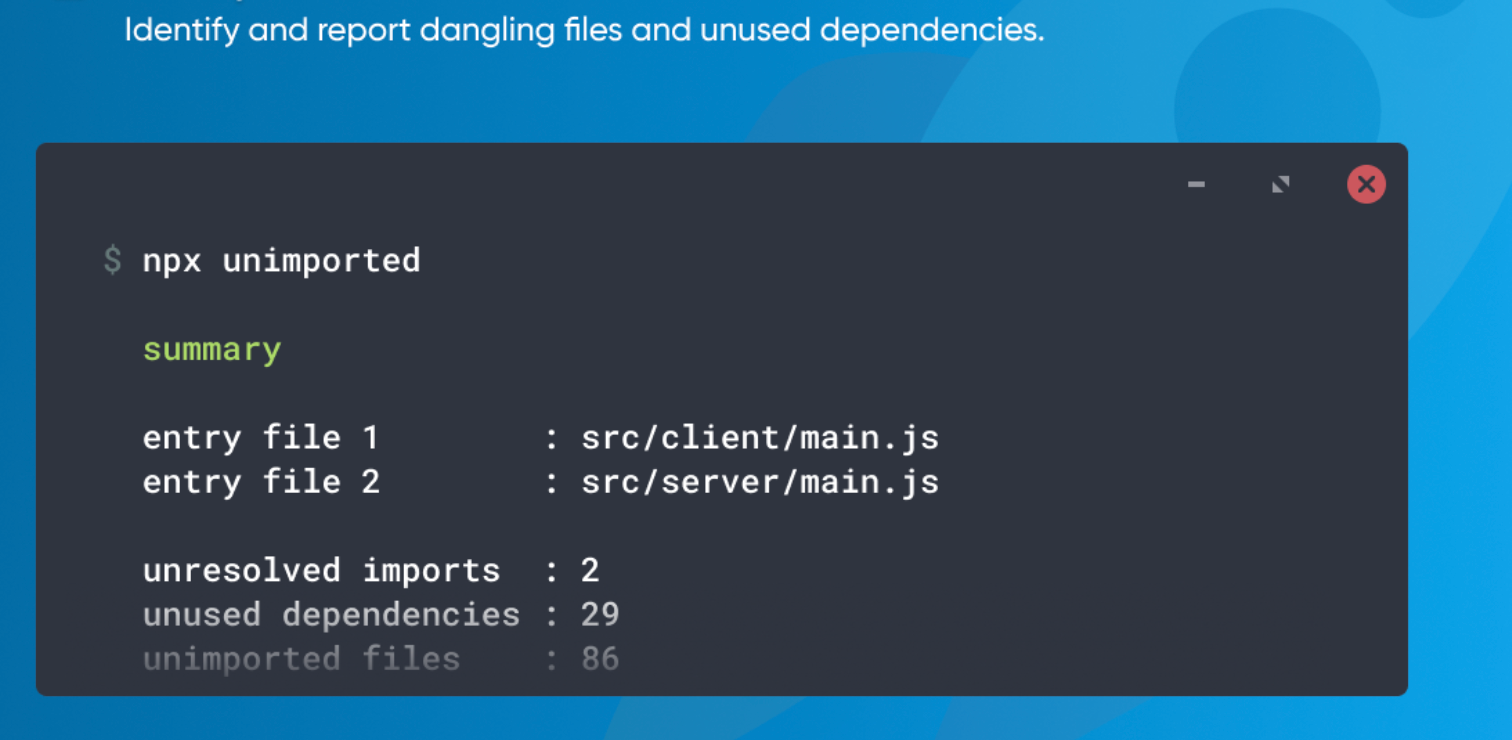 Identify and report dangling files and unused dependencies.
$ npx unimported
summary
entry file 1 : src/client/main.js
entry file 2 : src/server/main.js
unresolved imports : 2
unused dependencies : 29
unimported files : 86